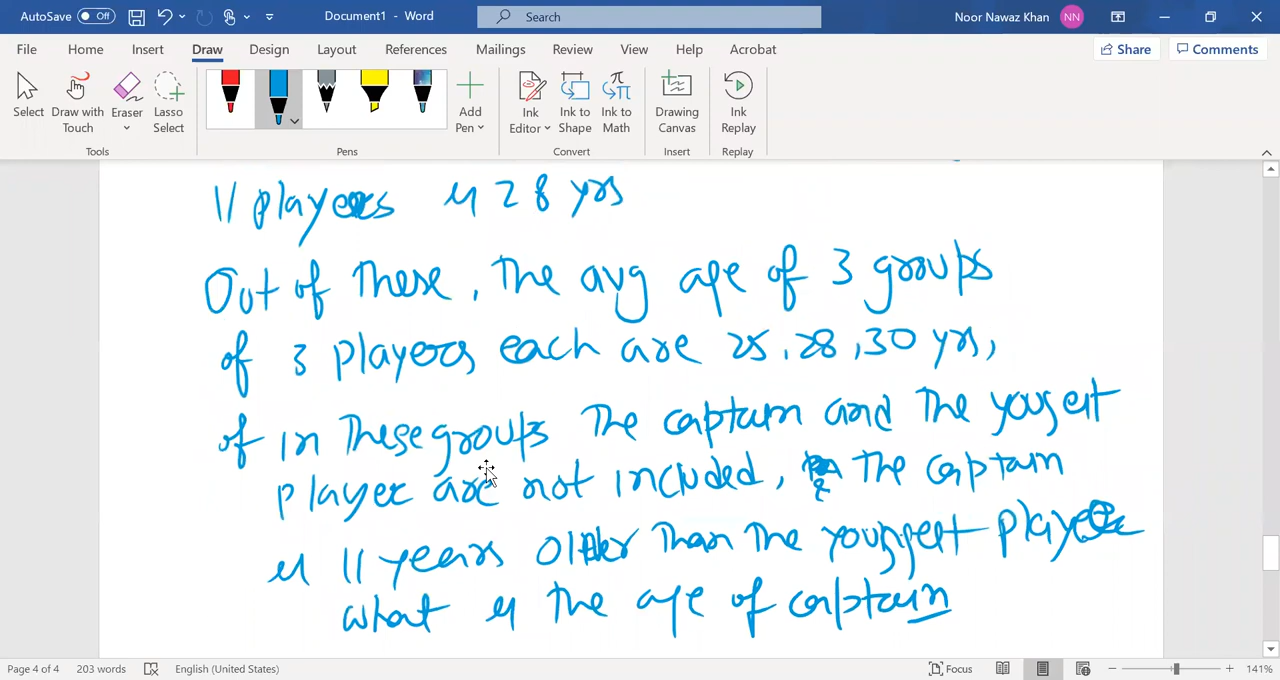 AutoSave Off Document1 - Word Search Noor Nawaz Khan NN
File Home Insert Draw Design Layout References Mailings Review View Help Acrobat Share Comments
Select Draw with Touch Eraser Lasso Select Add Pen Ink Editor Ink to Shape Ink to Math Drawing Canvas Ink Replay
Tools Pens Convert Insert Replay
11 players is 28 yrs
Out of these, the avg age of 3 groups
of 3 players each are 25, 28, 30 yrs,
of in these groups the captain and the yougest
player are not included, the captain
is 11 years older than the youngest player
what is the age of captain
Page 4 of 4 203 words English (United States) Focus 141%